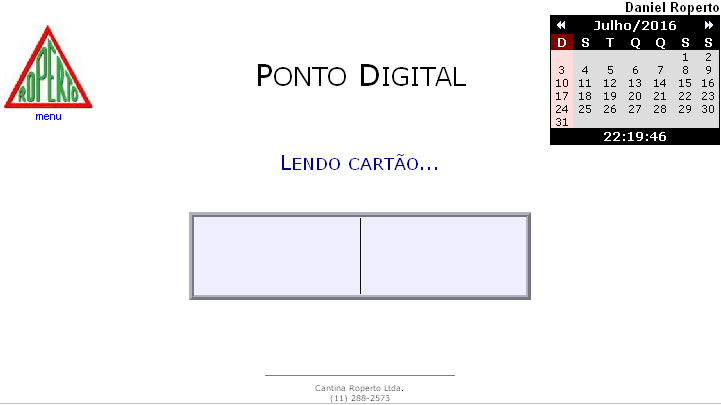 Daniel Roperto
Julho/2016
D S T Q Q S S
1 2
3 4 5 6 7 8 9
10 11 12 13 14 15 16
17 18 19 20 21 22 23
24 25 26 27 28 29 30
31
22:19:46
ROPERTO
menu
PONTO DIGITAL
LENDO CARTÃO...
Cantina Roperto Ltda.
(11) 288-2573